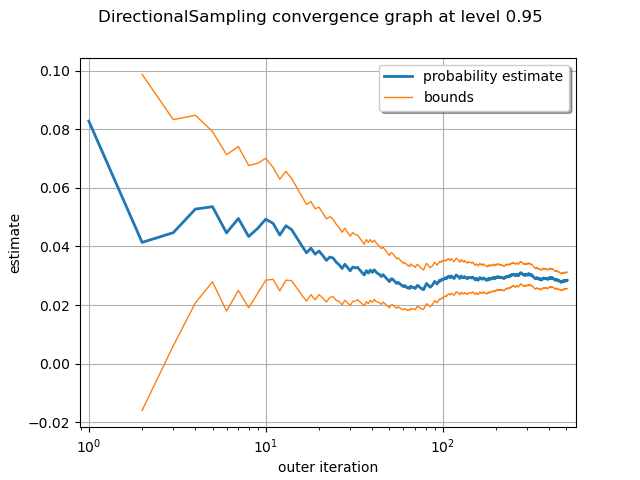 DirectionalSampling convergence graph at level 0.95
probability estimate
bounds
estimate
0.10
0.08
0.06
0.04
0.02
0.00
−0.02
10⁰
10¹
10²
outer iteration